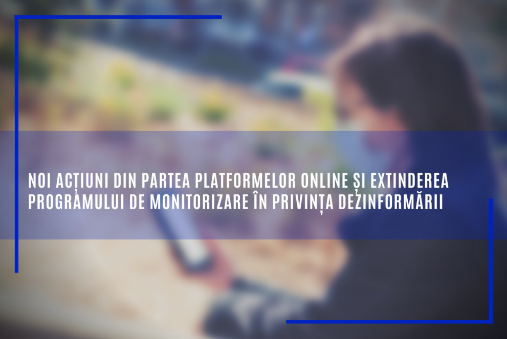 NOI ACȚIUNI DIN PARTEA PLATFORMELOR ONLINE ȘI EXTINDEREA
PROGRAMULUI DE MONITORIZARE ÎN PRIVINȚA DEZINFORMĂRII